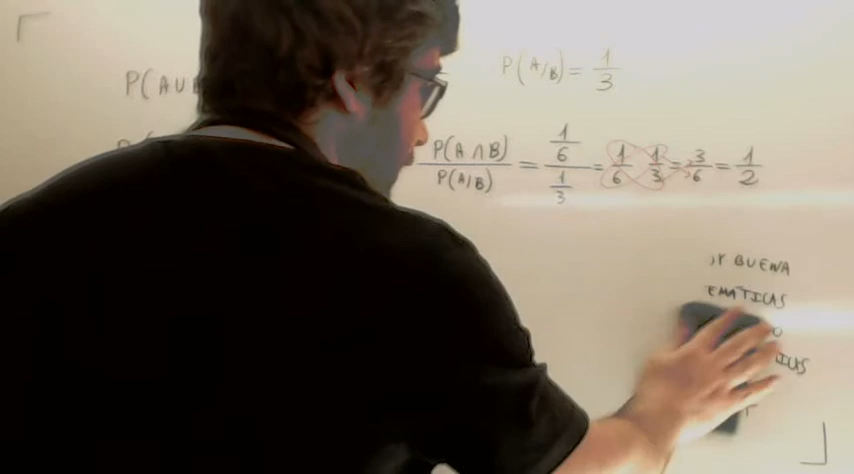 P(A∪
P(A/B) = 1/3
P(A∩B)/P(A/B) = (1/6)/(1/3) = 1/6 1/3 = 3/6 = 1/2
Y BUENA
EMATICAS
O
ICAS